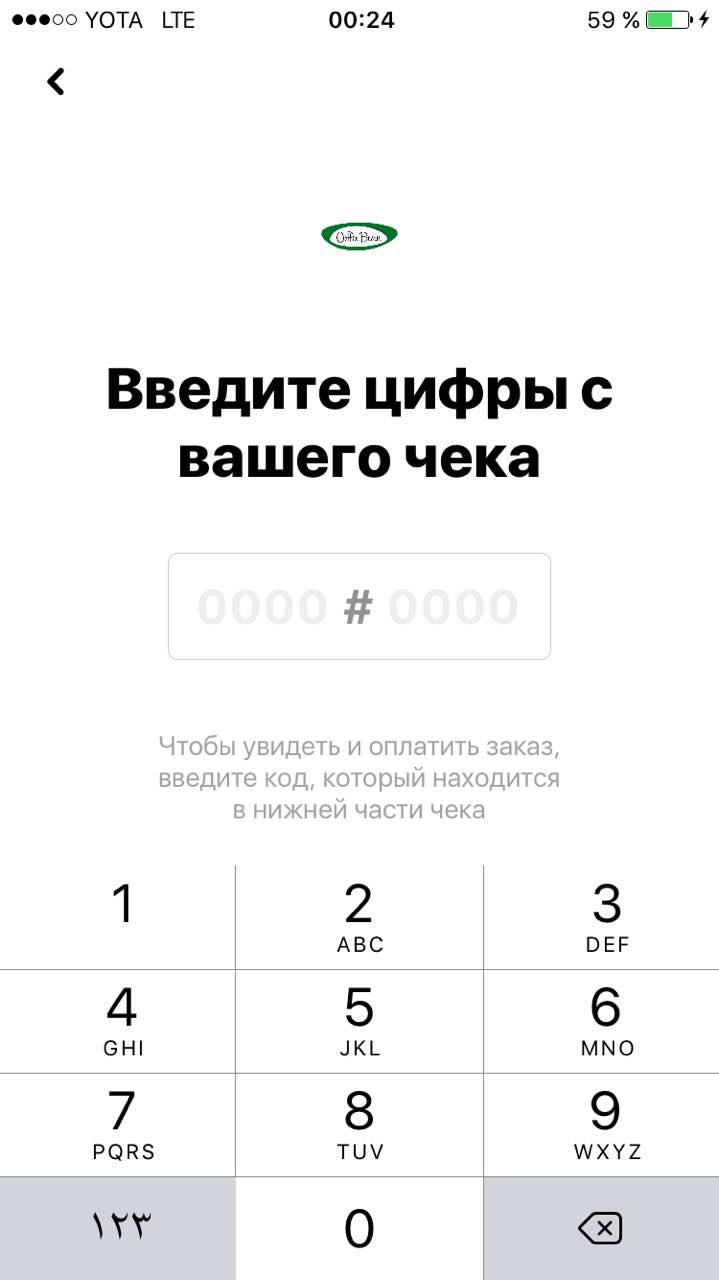 YOTA LTE 00:24 59 %
Coffee Bean
Введите цифры с
вашего чека
0000 # 0000
Чтобы увидеть и оплатить заказ,
введите код, который находится
в нижней части чека
1 2 3
ABC DEF
4 5 6
GHI JKL MNO
7 8 9
PQRS TUV WXYZ
١٢٣ 0